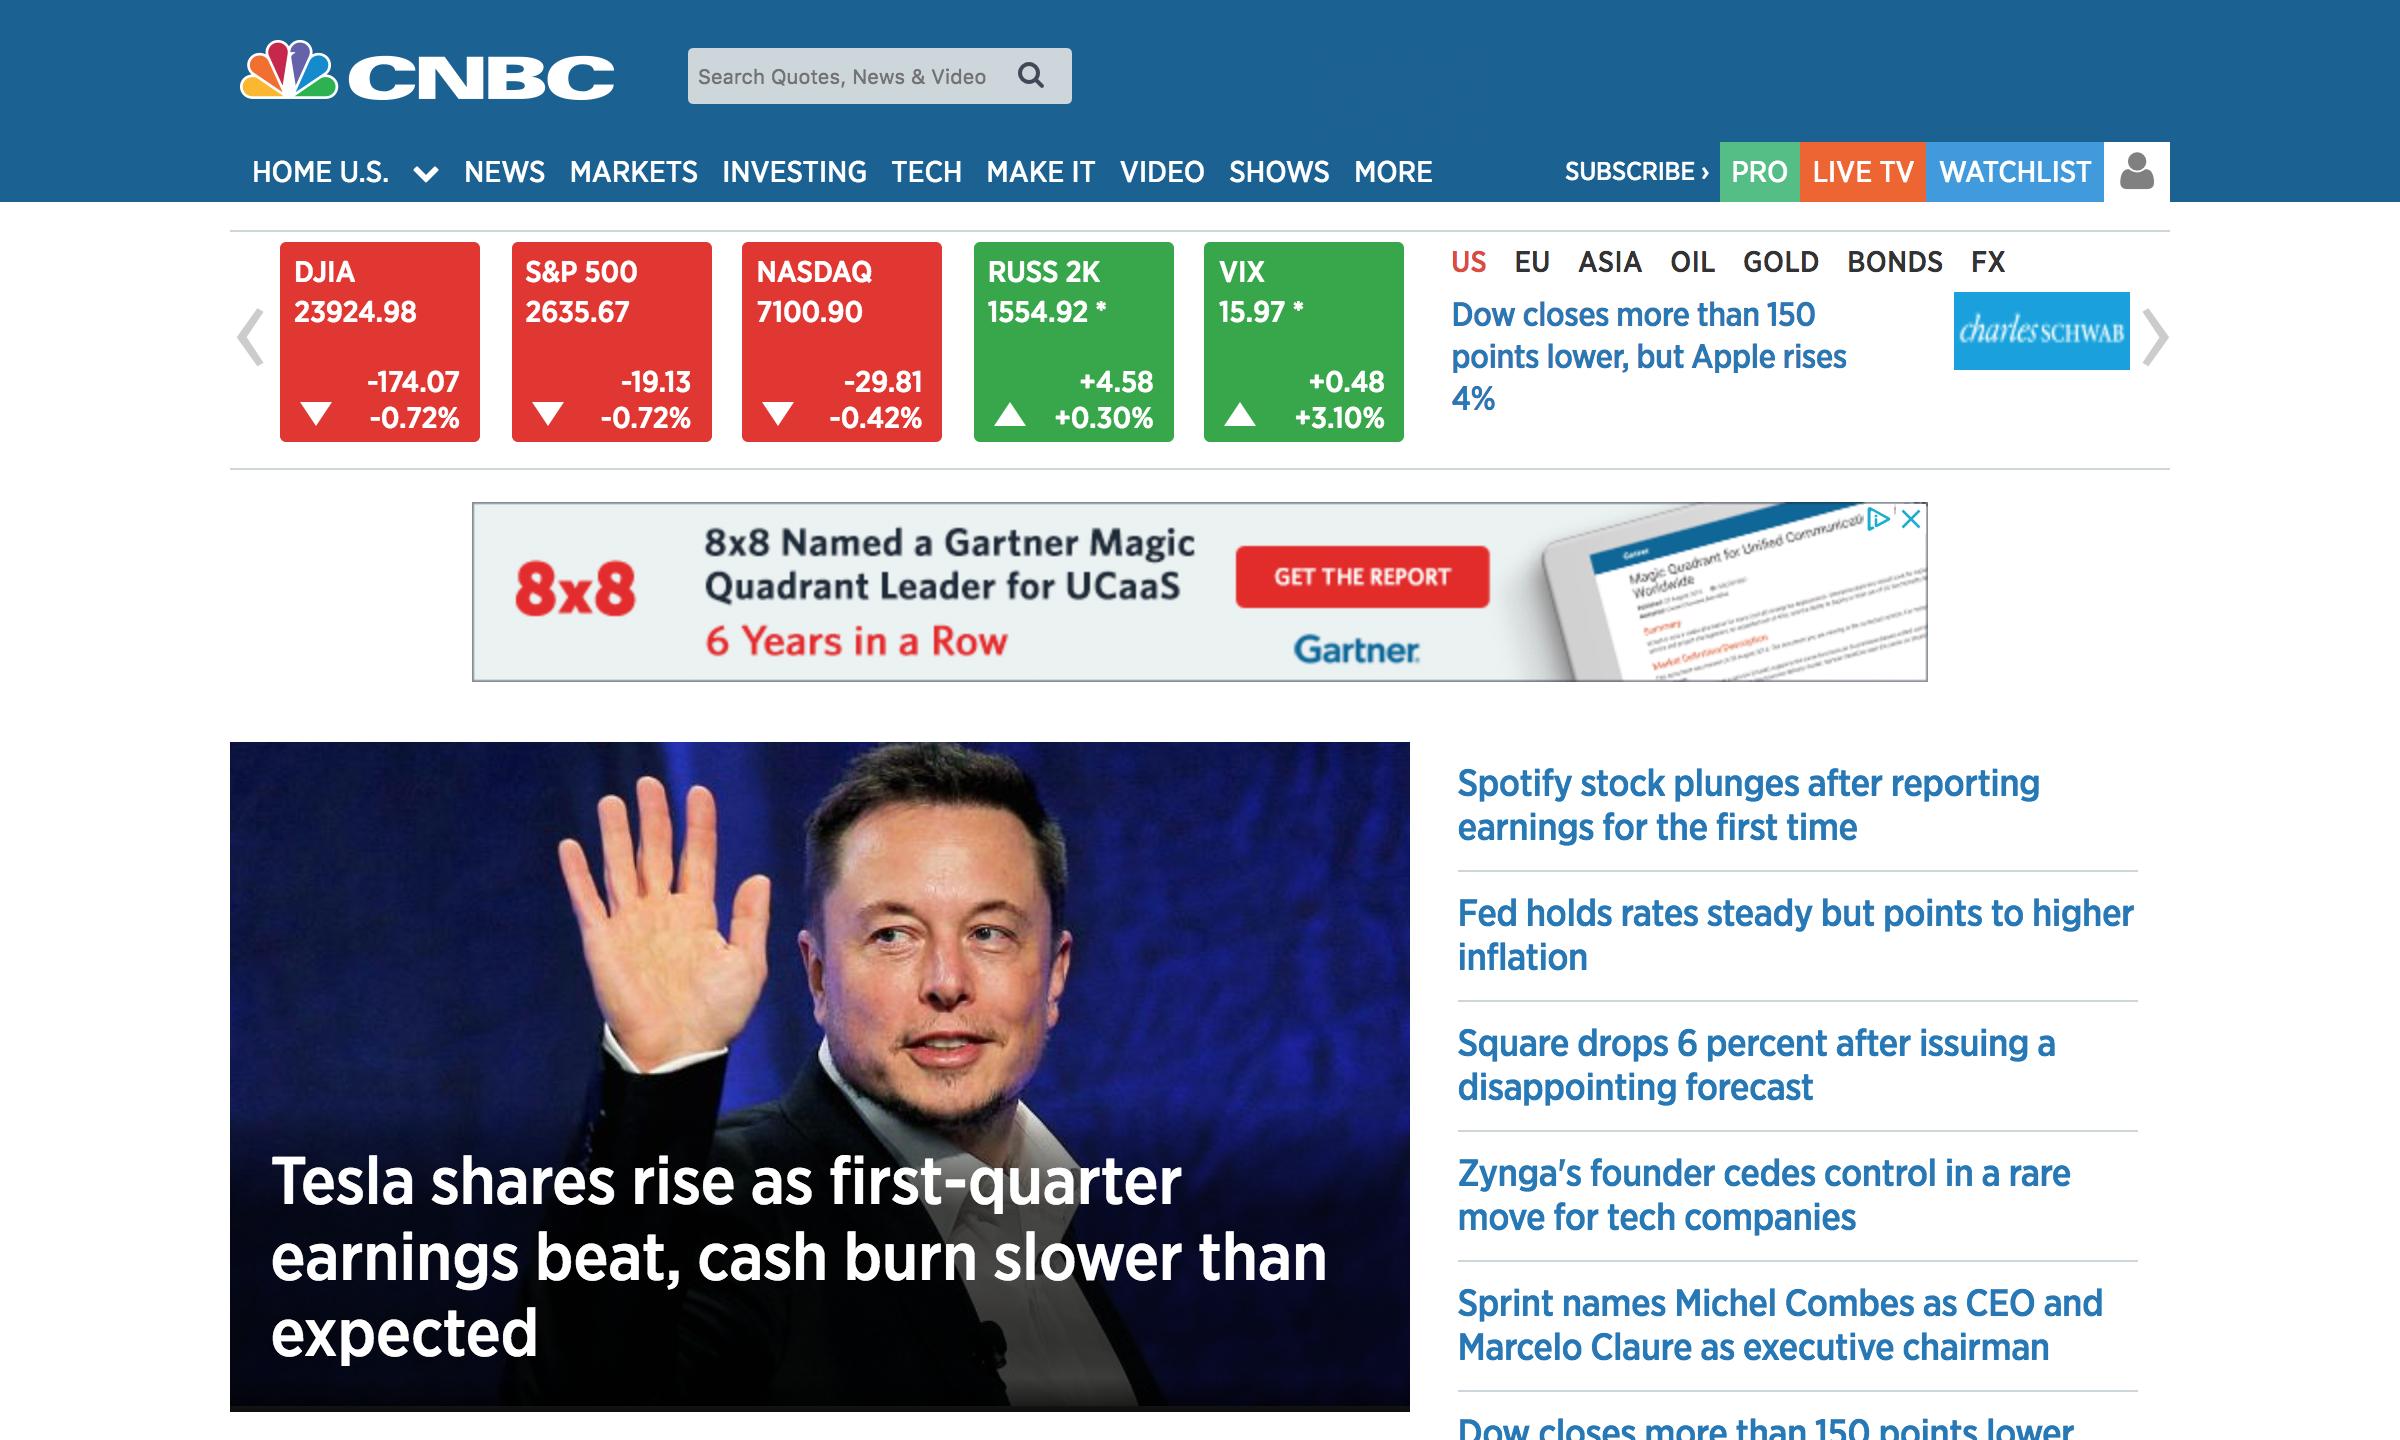 CNBC
Search Quotes, News & Video
HOME U.S. NEWS MARKETS INVESTING TECH MAKE IT VIDEO SHOWS MORE
SUBSCRIBE › PRO LIVE TV WATCHLIST
DJIA
23924.98
-174.07
-0.72%
S&P 500
2635.67
-19.13
-0.72%
NASDAQ
7100.90
-29.81
-0.42%
RUSS 2K
1554.92 *
+4.58
+0.30%
VIX
15.97 *
+0.48
+3.10%
US EU ASIA OIL GOLD BONDS FX
Dow closes more than 150
points lower, but Apple rises
4%
charles SCHWAB
8x8
8x8 Named a Gartner Magic
Quadrant Leader for UCaaS
6 Years in a Row
GET THE REPORT
Gartner
Gartner
Magic Quadrant for Unified Communicati
Worldwide
Summary
Market Definition/Description
Tesla shares rise as first-quarter
earnings beat, cash burn slower than
expected
Spotify stock plunges after reporting
earnings for the first time
Fed holds rates steady but points to higher
inflation
Square drops 6 percent after issuing a
disappointing forecast
Zynga's founder cedes control in a rare
move for tech companies
Sprint names Michel Combes as CEO and
Marcelo Claure as executive chairman
Dow closes more than 150 points lower